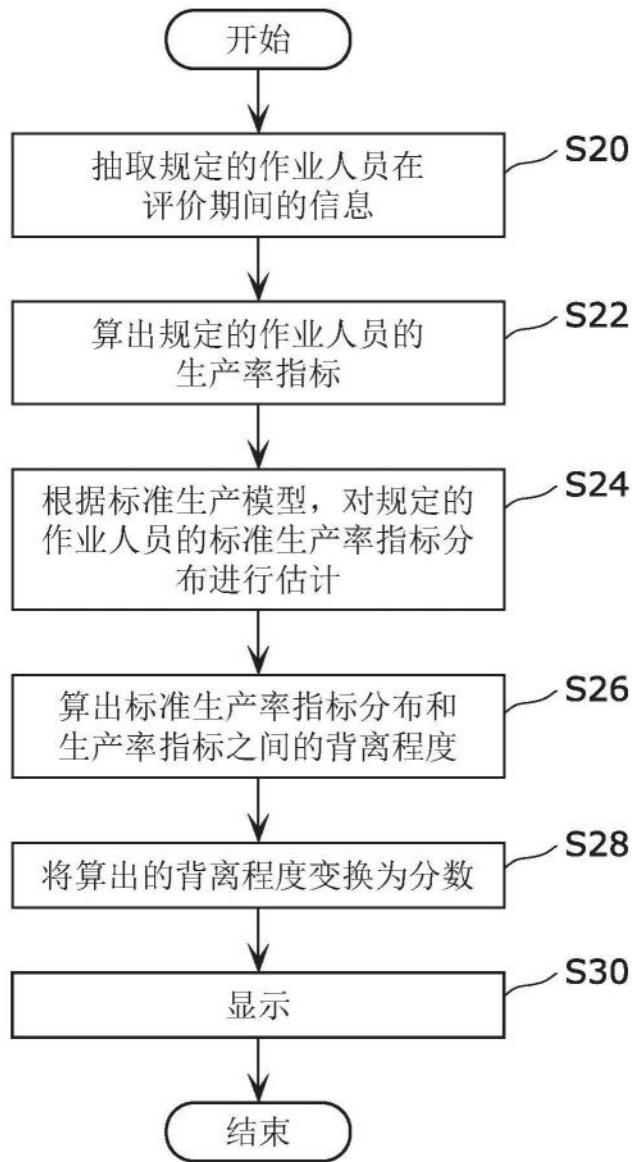 开始
抽取规定的作业人员在
评价期间的信息
S20
算出规定的作业人员的
生产率指标
S22
根据标准生产模型，对规定的
作业人员的标准生产率指标分
布进行估计
S24
算出标准生产率指标分布和
生产率指标之间的背离程度
S26
将算出的背离程度变换为分数
S28
显示
S30
结束